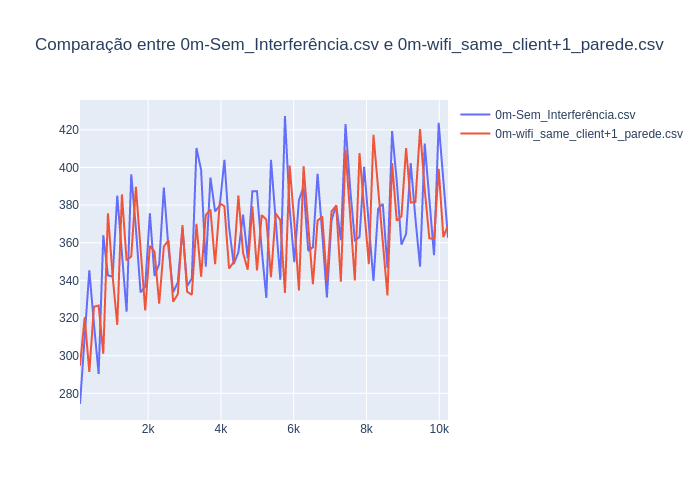 Comparação entre 0m-Sem_Interferência.csv e 0m-wifi_same_client+1_parede.csv
0m-Sem_Interferência.csv
0m-wifi_same_client+1_parede.csv
420
400
380
360
340
320
300
280
2k
4k
6k
8k
10k